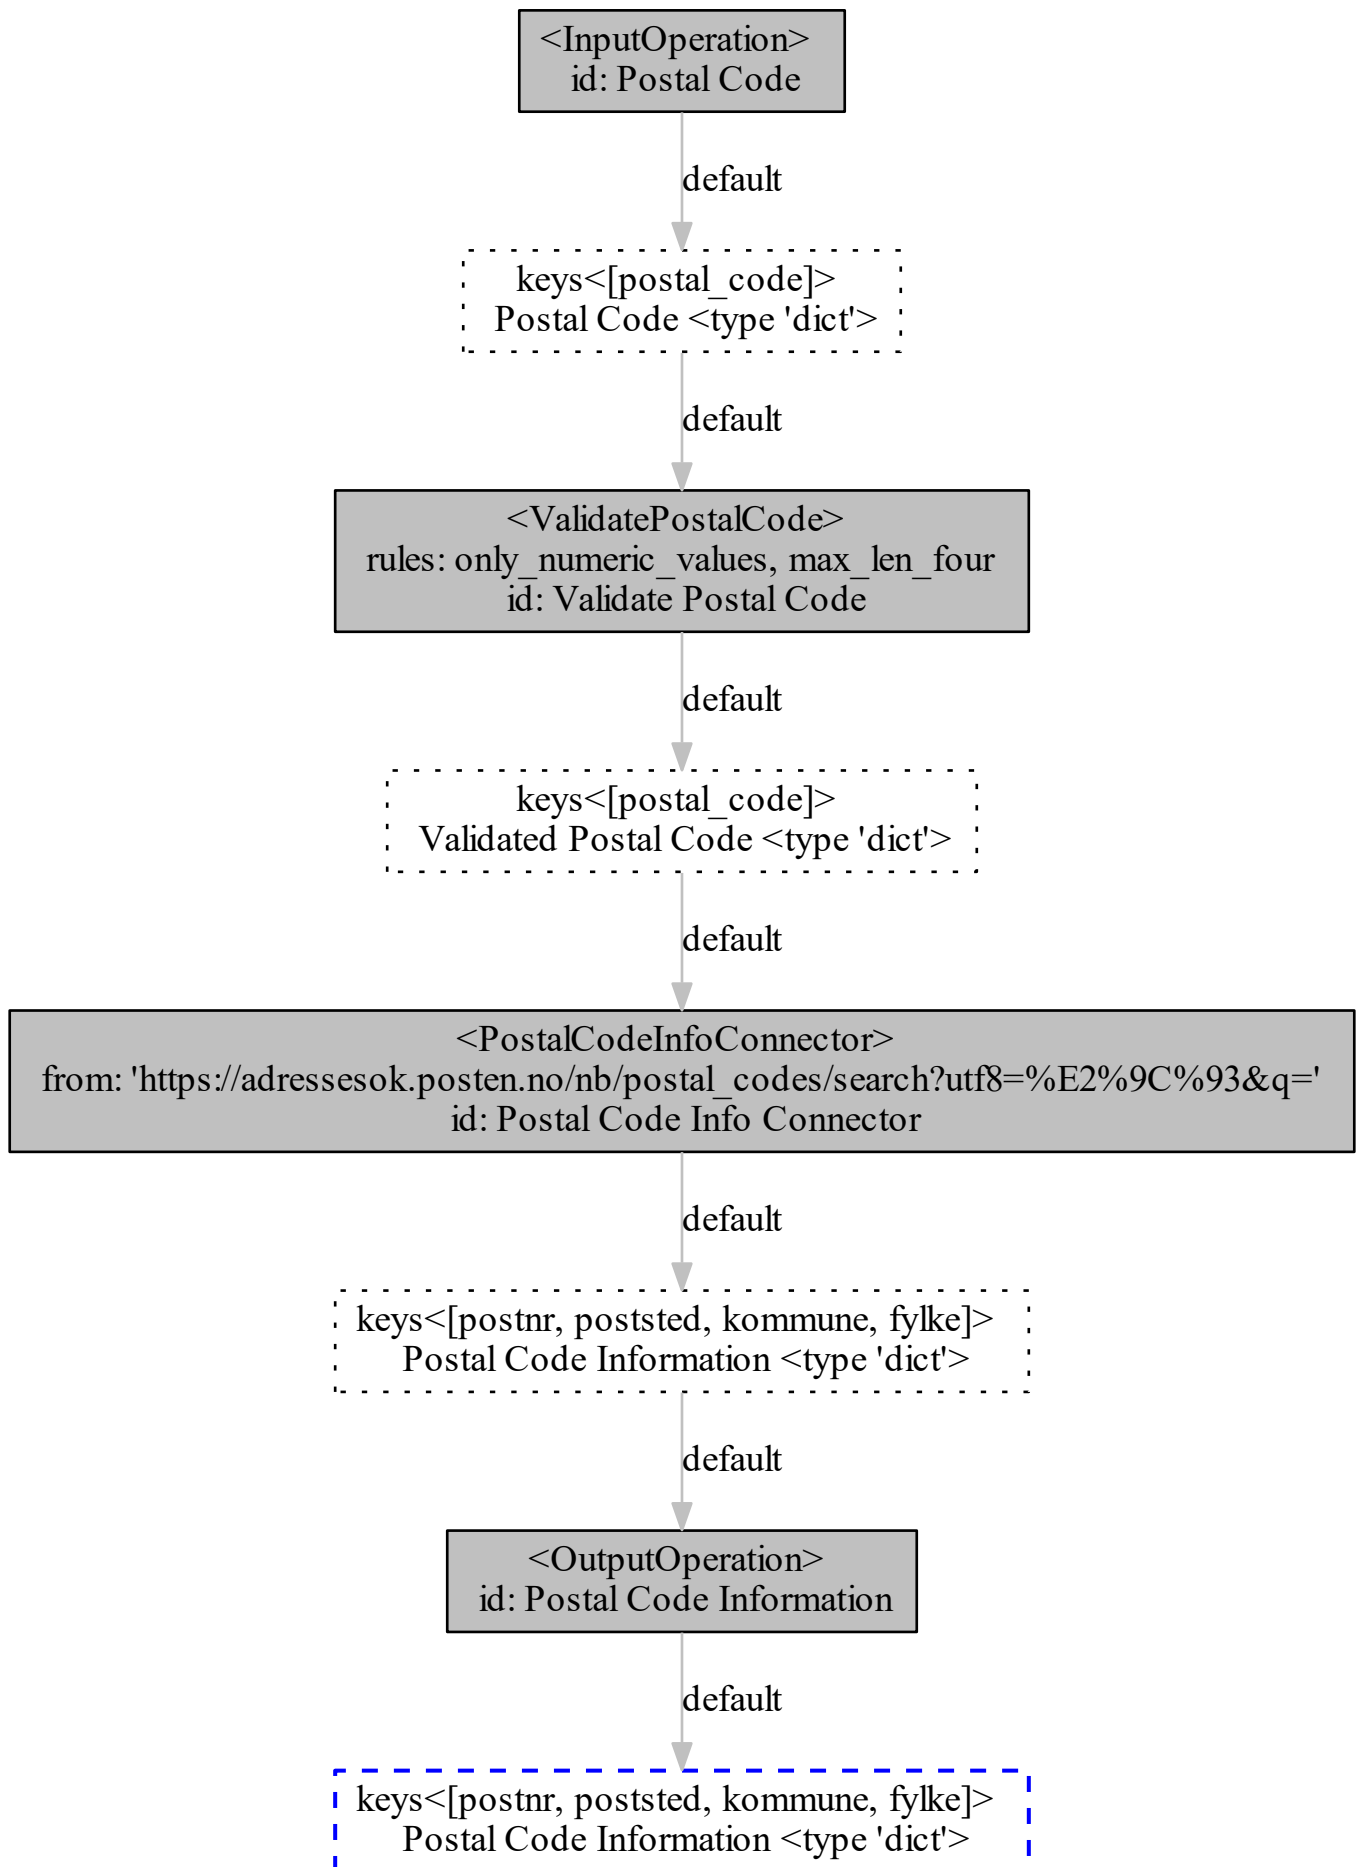 <InputOperation>
id: Postal Code
default
keys<[postal_code]>
Postal Code <type 'dict'>
default
<ValidatePostalCode>
rules: only_numeric_values, max_len_four
id: Validate Postal Code
default
keys<[postal_code]>
Validated Postal Code <type 'dict'>
default
<PostalCodeInfoConnector>
from: 'https://adressesok.posten.no/nb/postal_codes/search?utf8=%E2%9C%93&q='
id: Postal Code Info Connector
default
keys<[postnr, poststed, kommune, fylke]>
Postal Code Information <type 'dict'>
default
<OutputOperation>
id: Postal Code Information
default
keys<[postnr, poststed, kommune, fylke]>
Postal Code Information <type 'dict'>